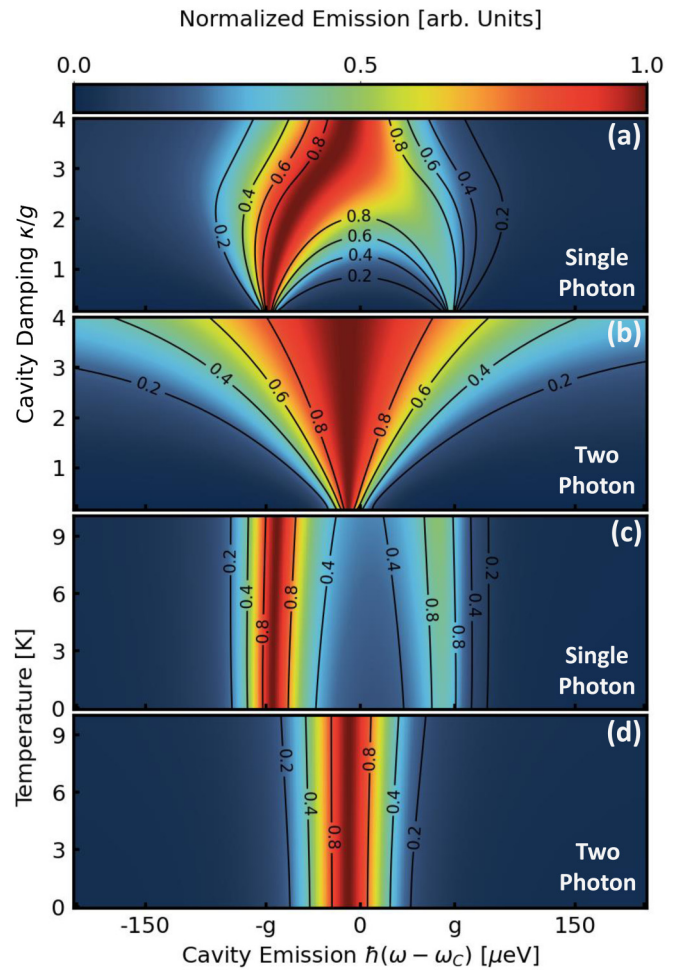 Normalized Emission [arb. Units]
0.0 0.5 1.0
Cavity Damping κ/g
4
3
2
1
(a)
0.8
0.6
0.4
0.2
0.8
0.6
0.4
0.2
0.8
0.6
0.4
0.2
Single
Photon
4
3
2
1
(b)
0.2
0.4
0.6
0.8
0.8
0.6
0.4
0.2
Two
Photon
Temperature [K]
9
6
3
0
(c)
0.2
0.4
0.8
0.8
0.4
0.4
0.8
0.8
0.4
0.2
Single
Photon
9
6
3
0
(d)
0.2
0.4
0.8
0.8
0.4
0.2
Two
Photon
-150 -g 0 g 150
Cavity Emission ħ(ω − ω_C) [μeV]